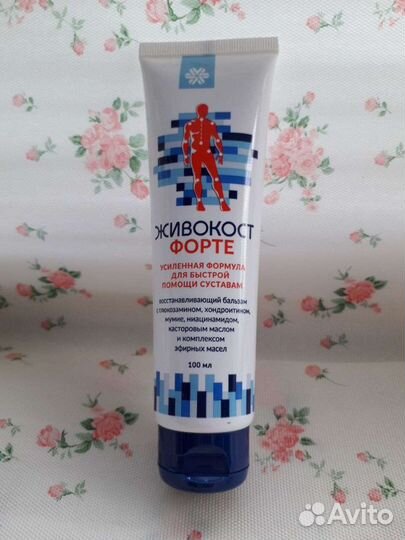 ЖИВОКОСТ
ФОРТЕ
УСИЛЕННАЯ ФОРМУЛА
ДЛЯ БЫСТРОЙ
ПОМОЩИ СУСТАВАМ
восстанавливающий бальзам
с глюкозамином, хондроитином,
мумие, ниацинамидом,
касторовым маслом
и комплексом
эфирных масел
100 мл
Avito